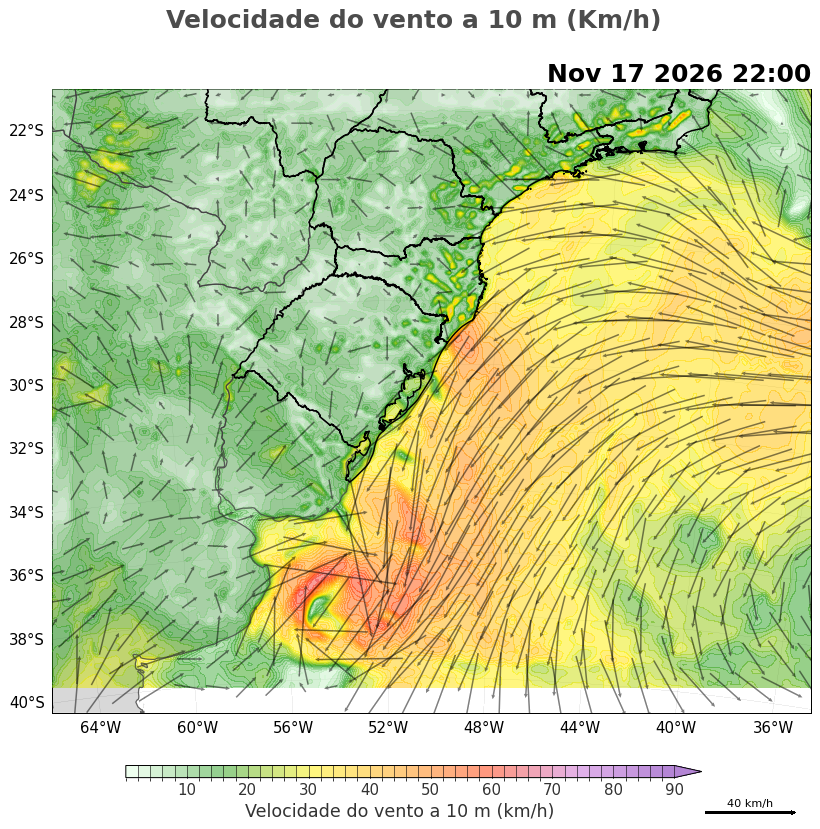 Velocidade do vento a 10 m (Km/h)
Nov 17 2026 22:00
22°S
24°S
26°S
28°S
30°S
32°S
34°S
36°S
38°S
40°S
64°W 60°W 56°W 52°W 48°W 44°W 40°W 36°W
10 20 30 40 50 60 70 80 90
Velocidade do vento a 10 m (km/h)
40 km/h